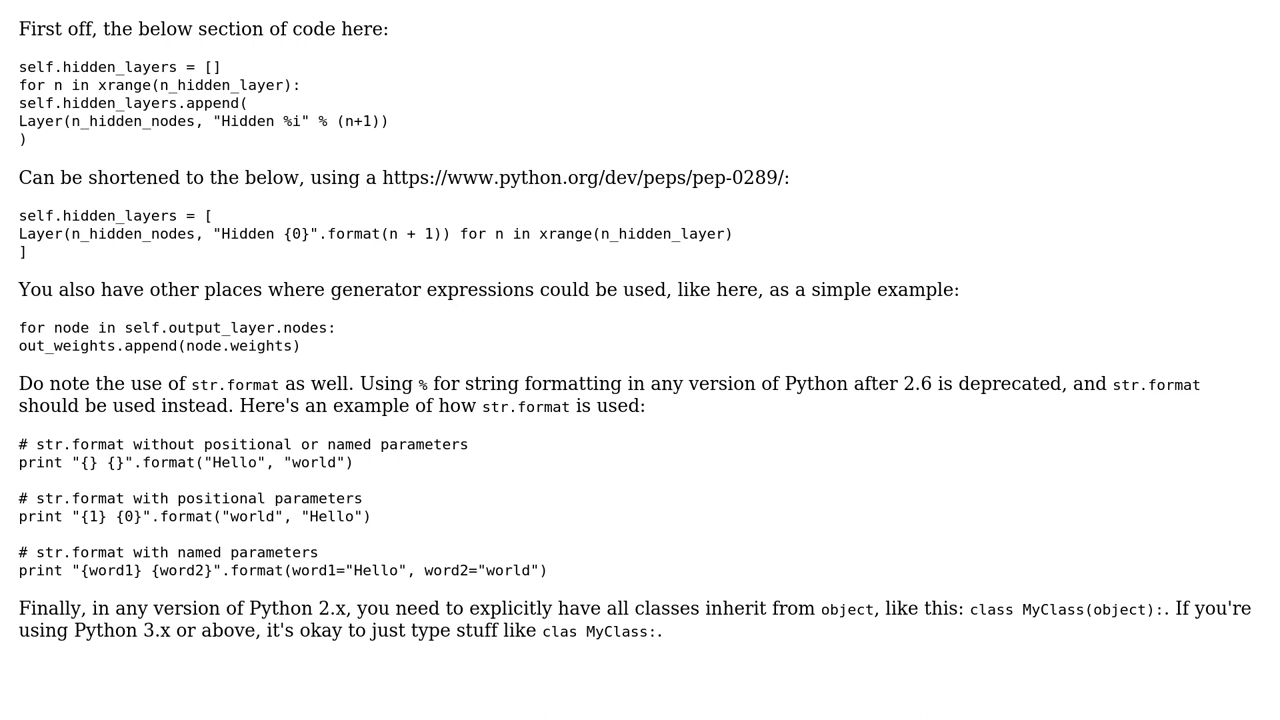 First off, the below section of code here:
self.hidden_layers = []
for n in xrange(n_hidden_layer):
self.hidden_layers.append(
Layer(n_hidden_nodes, "Hidden %i" % (n+1))
)
Can be shortened to the below, using a https://www.python.org/dev/peps/pep-0289/:
self.hidden_layers = [
Layer(n_hidden_nodes, "Hidden {0}".format(n + 1)) for n in xrange(n_hidden_layer)
]
You also have other places where generator expressions could be used, like here, as a simple example:
for node in self.output_layer.nodes:
out_weights.append(node.weights)
Do note the use of str.format as well. Using % for string formatting in any version of Python after 2.6 is deprecated, and str.format
should be used instead. Here's an example of how str.format is used:
# str.format without positional or named parameters
print "{} {}".format("Hello", "world")
# str.format with positional parameters
print "{1} {0}".format("world", "Hello")
# str.format with named parameters
print "{word1} {word2}".format(word1="Hello", word2="world")
Finally, in any version of Python 2.x, you need to explicitly have all classes inherit from object, like this: class MyClass(object):. If you're
using Python 3.x or above, it's okay to just type stuff like clas MyClass:.